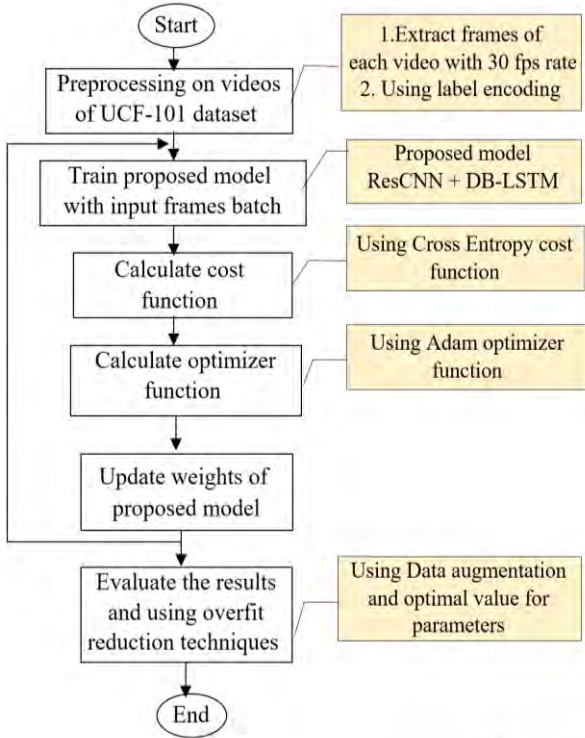 Start
Preprocessing on videos
of UCF-101 dataset
1.Extract frames of
each video with 30 fps rate
2. Using label encoding
Train proposed model
with input frames batch
Proposed model
ResCNN + DB-LSTM
Calculate cost
function
Using Cross Entropy cost
function
Calculate optimizer
function
Using Adam optimizer
function
Update weights of
proposed model
Evaluate the results
and using overfit
reduction techniques
Using Data augmentation
and optimal value for
parameters
End